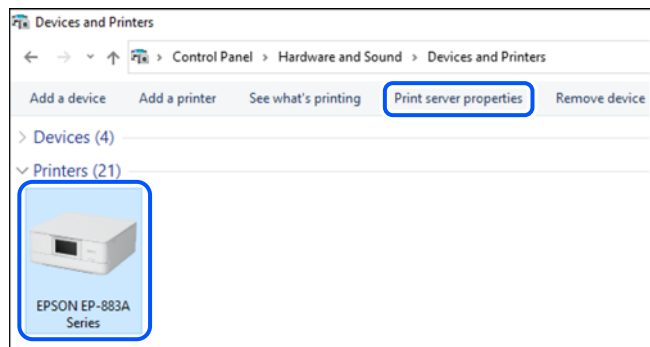 Devices and Printers
Control Panel > Hardware and Sound > Devices and Printers
Add a device Add a printer See what's printing Print server properties Remove device
Devices (4)
Printers (21)
EPSON EP-883A
Series